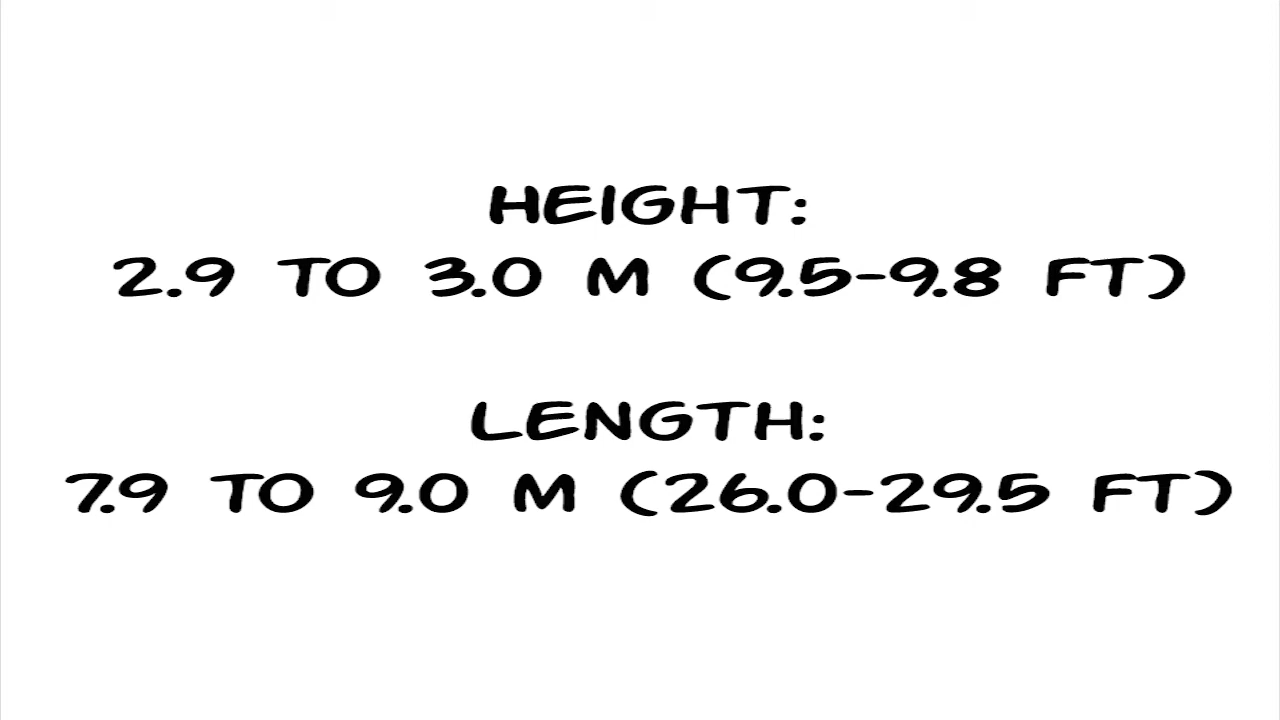 HEIGHT:
2.9 TO 3.0 M (9.5-9.8 FT)
LENGTH:
7.9 TO 9.0 M (26.0-29.5 FT)